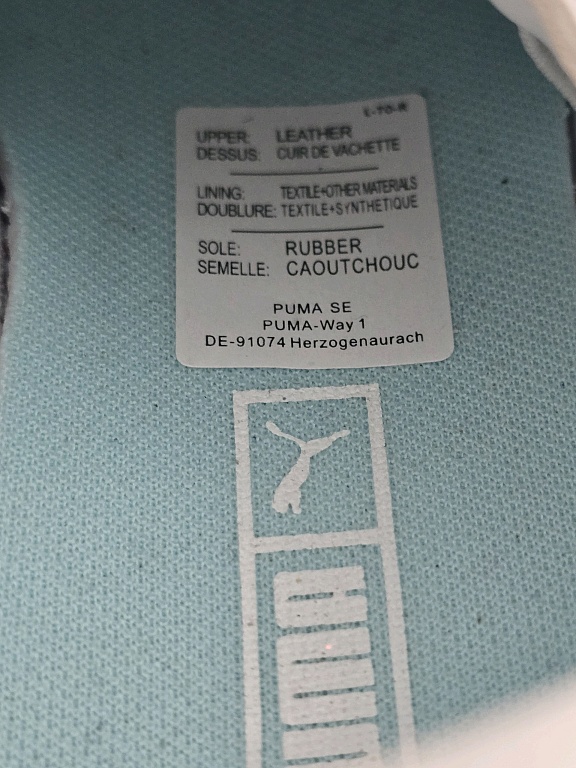 L-TO-R
UPPER: LEATHER
DESSUS: CUIR DE VACHETTE
LINING: TEXTILE+OTHER MATERIALS
DOUBLURE: TEXTILE+SYNTHETIQUE
SOLE: RUBBER
SEMELLE: CAOUTCHOUC
PUMA SE
PUMA-Way 1
DE-91074 Herzogenaurach